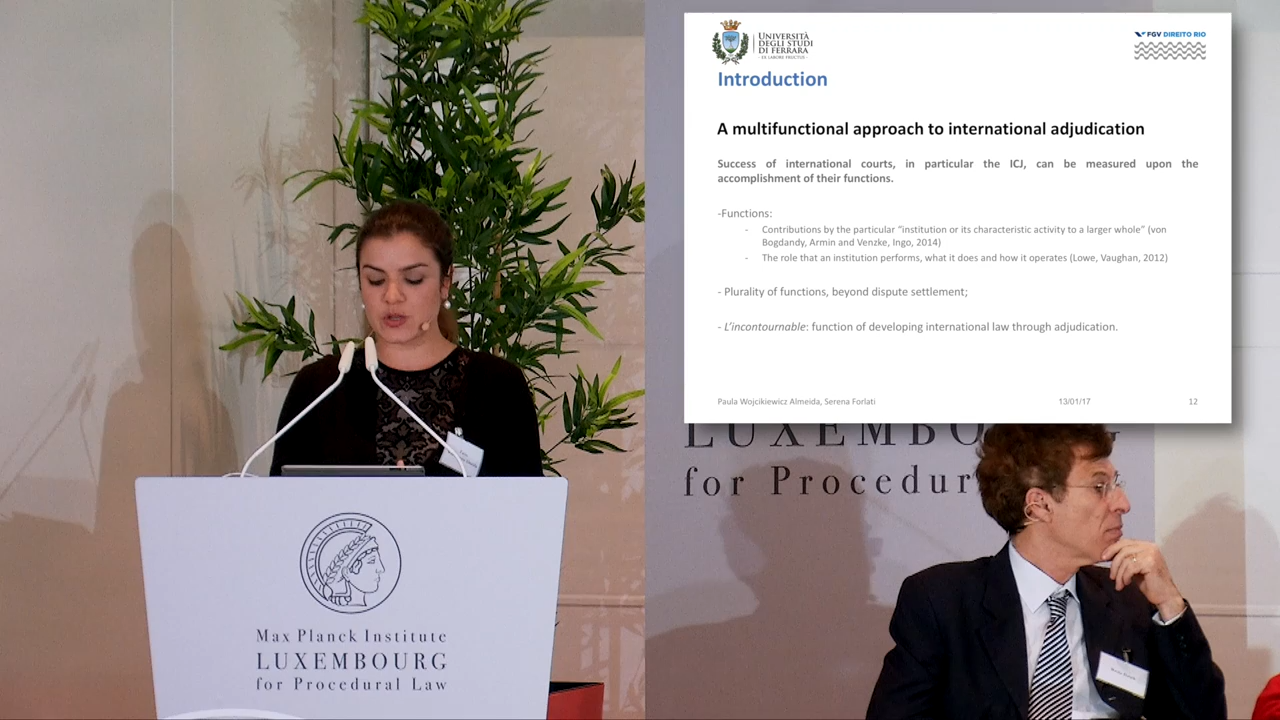 UNIVERSITÀ
DEGLI STUDI
DI FERRARA
- EX LABORE FRUCTUS -
FGV DIREITO RIO
Introduction
A multifunctional approach to international adjudication
Success of international courts, in particular the ICJ, can be measured upon the
accomplishment of their functions.
-Functions:
- Contributions by the particular “institution or its characteristic activity to a larger whole” (von
Bogdandy, Armin and Venzke, Ingo, 2014)
- The role that an institution performs, what it does and how it operates (Lowe, Vaughan, 2012)
- Plurality of functions, beyond dispute settlement;
- L’incontournable: function of developing international law through adjudication.
Paula Wojcikiewicz Almeida, Serena Forlati 13/01/17 12
LUXEMBOURG
for Procedur
Max Planck Institute
LUXEMBOURG
for Procedural Law